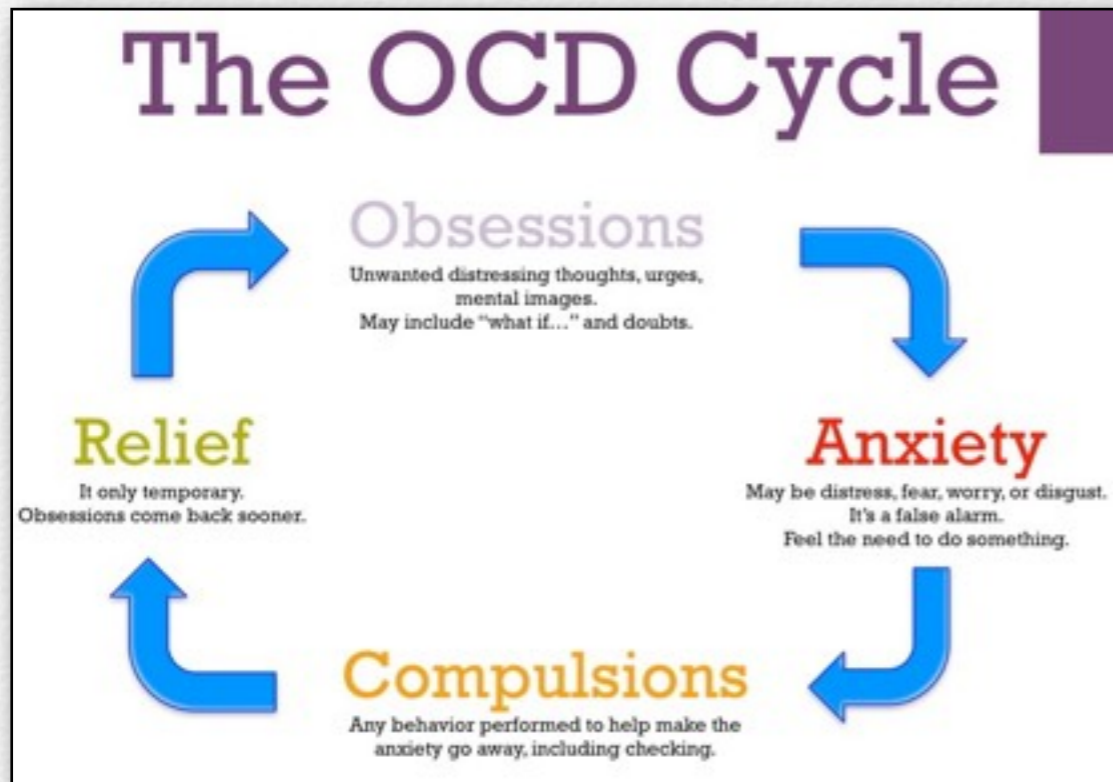 The OCD Cycle
Obsessions
Unwanted distressing thoughts, urges,
mental images.
May include “what if...” and doubts.
Anxiety
May be distress, fear, worry, or disgust.
It's a false alarm.
Feel the need to do something.
Compulsions
Any behavior performed to help make the
anxiety go away, including checking.
Relief
It only temporary.
Obsessions come back sooner.